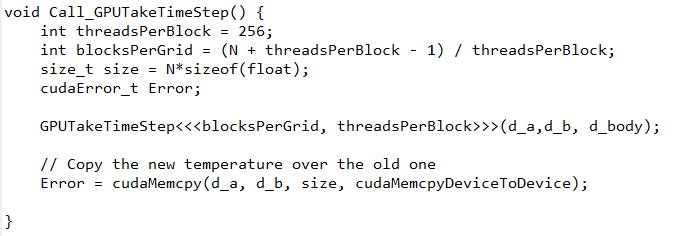 void Call_GPUTakeTimeStep() {
    int threadsPerBlock = 256;
    int blocksPerGrid = (N + threadsPerBlock - 1) / threadsPerBlock;
    size_t size = N*sizeof(float);
    cudaError_t Error;

    GPUTakeTimeStep<<<blocksPerGrid, threadsPerBlock>>>(d_a,d_b, d_body);

    // Copy the new temperature over the old one
    Error = cudaMemcpy(d_a, d_b, size, cudaMemcpyDeviceToDevice);

}